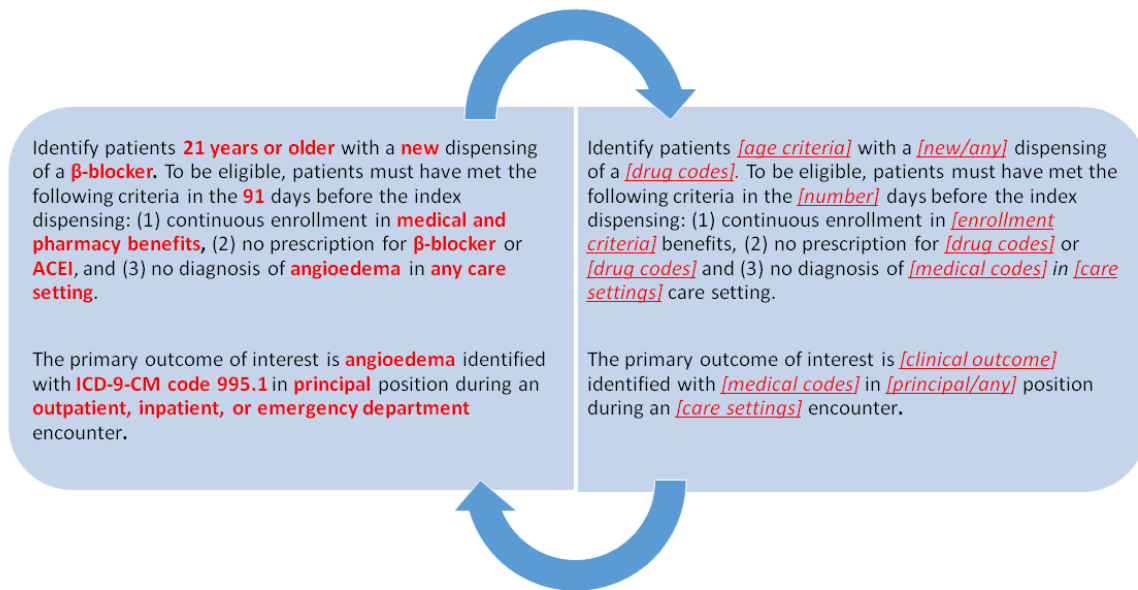 Identify patients 21 years or older with a new dispensing
of a β-blocker. To be eligible, patients must have met the
following criteria in the 91 days before the index
dispensing: (1) continuous enrollment in medical and
pharmacy benefits, (2) no prescription for β-blocker or
ACEI, and (3) no diagnosis of angioedema in any care
setting.
The primary outcome of interest is angioedema identified
with ICD-9-CM code 995.1 in principal position during an
outpatient, inpatient, or emergency department
encounter.
Identify patients [age criteria] with a [new/any] dispensing
of a [drug codes]. To be eligible, patients must have met the
following criteria in the [number] days before the index
dispensing: (1) continuous enrollment in [enrollment
criteria] benefits, (2) no prescription for [drug codes] or
[drug codes] and (3) no diagnosis of [medical codes] in [care
settings] care setting.
The primary outcome of interest is [clinical outcome]
identified with [medical codes] in [principal/any] position
during an [care settings] encounter.